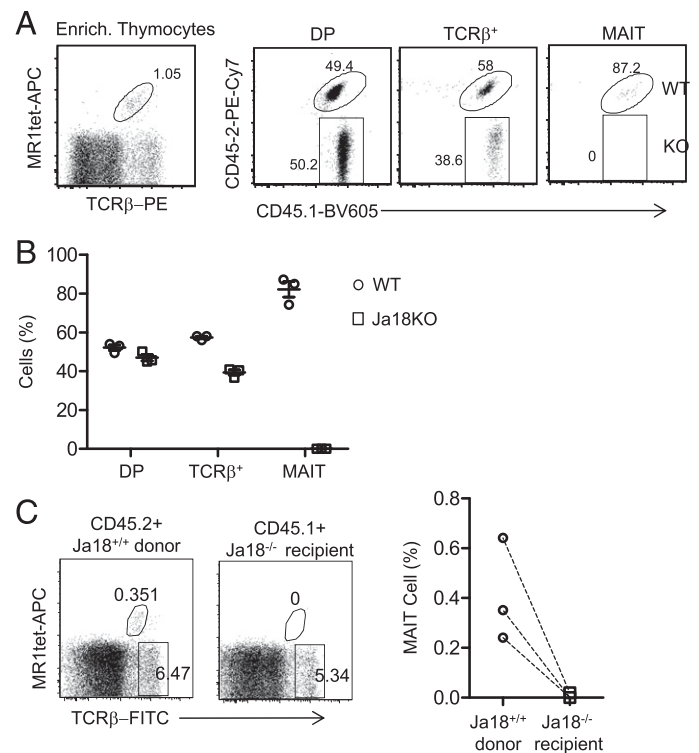 A
Enrich. Thymocytes
DP
TCRβ+
MAIT
1.05
49.4
58
87.2
WT
MR1tet-APC
CD45-2-PE-Cy7
50.2
38.6
0
KO
TCRβ–PE
CD45.1-BV605
B
100
80
60
40
20
0
Cells (%)
WT
Ja18KO
DP
TCRβ+
MAIT
C
CD45.2+
Ja18+/+ donor
CD45.1+
Ja18-/- recipient
0.351
0
MR1tet-APC
6.47
5.34
TCRβ–FITC
0.8
0.6
0.4
0.2
0.0
MAIT Cell (%)
Ja18+/+
donor
Ja18-/-
recipient